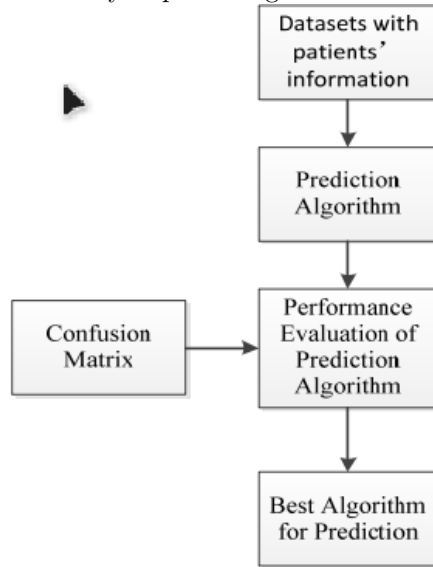 Datasets with
patients'
information
Prediction
Algorithm
Confusion
Matrix
Performance
Evaluation of
Prediction
Algorithm
Best Algorithm
for Prediction